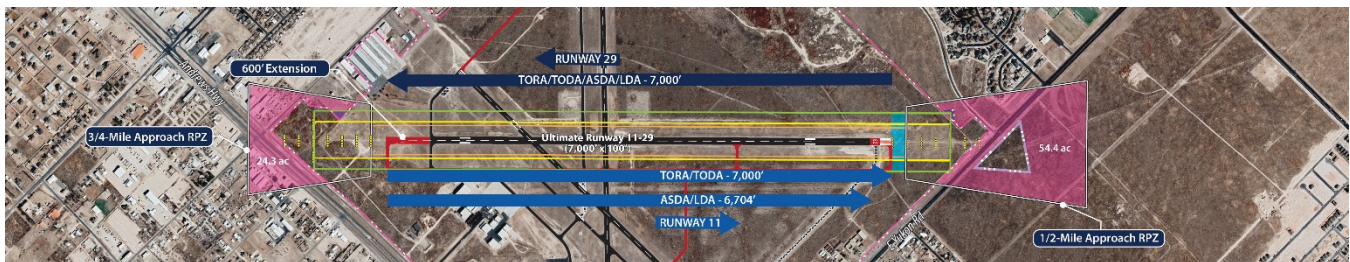 RUNWAY 29
600' Extension
TORA/TODA/ASDA/LDA - 7,000'
Andrews Hwy
3/4-Mile Approach RPZ
24.3 ac
Ultimate Runway 11-29
(7,000' x 100')
54.4 ac
TORA/TODA - 7,000'
ASDA/LDA - 6,704'
RUNWAY 11
E Yukon Rd
1/2-Mile Approach RPZ